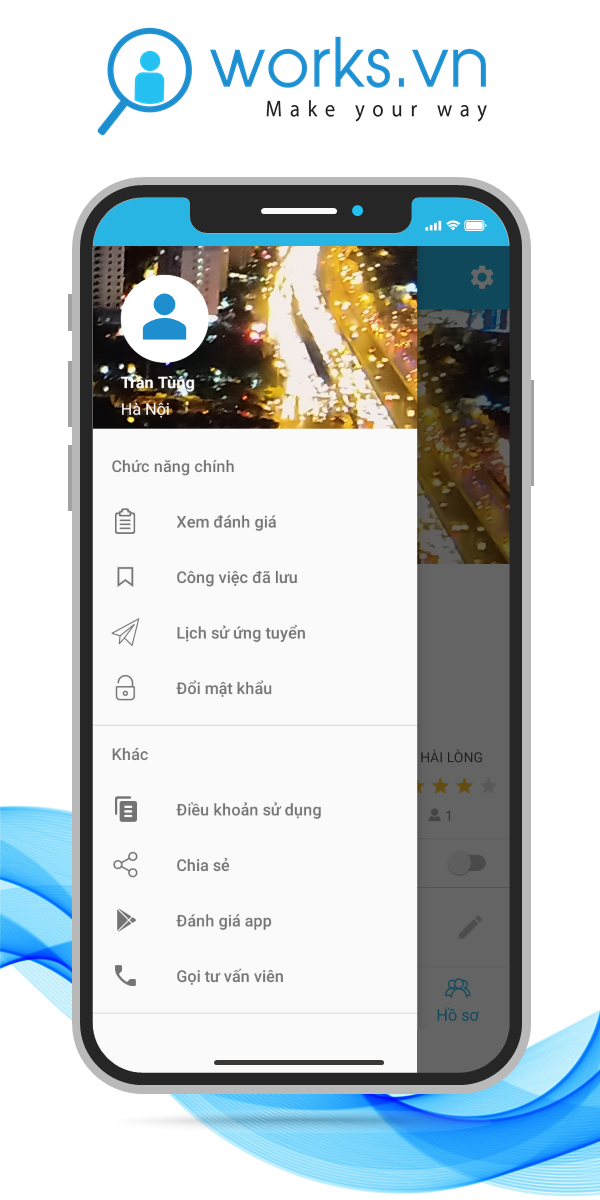 works.vn
Make your way
Trần Tùng
Hà Nội
Chức năng chính
Xem đánh giá
Công việc đã lưu
Lịch sử ứng tuyển
Đổi mật khẩu
Khác
Điều khoản sử dụng
Chia sẻ
Đánh giá app
Gọi tư vấn viên
HÀI LÒNG
1
Hồ sơ